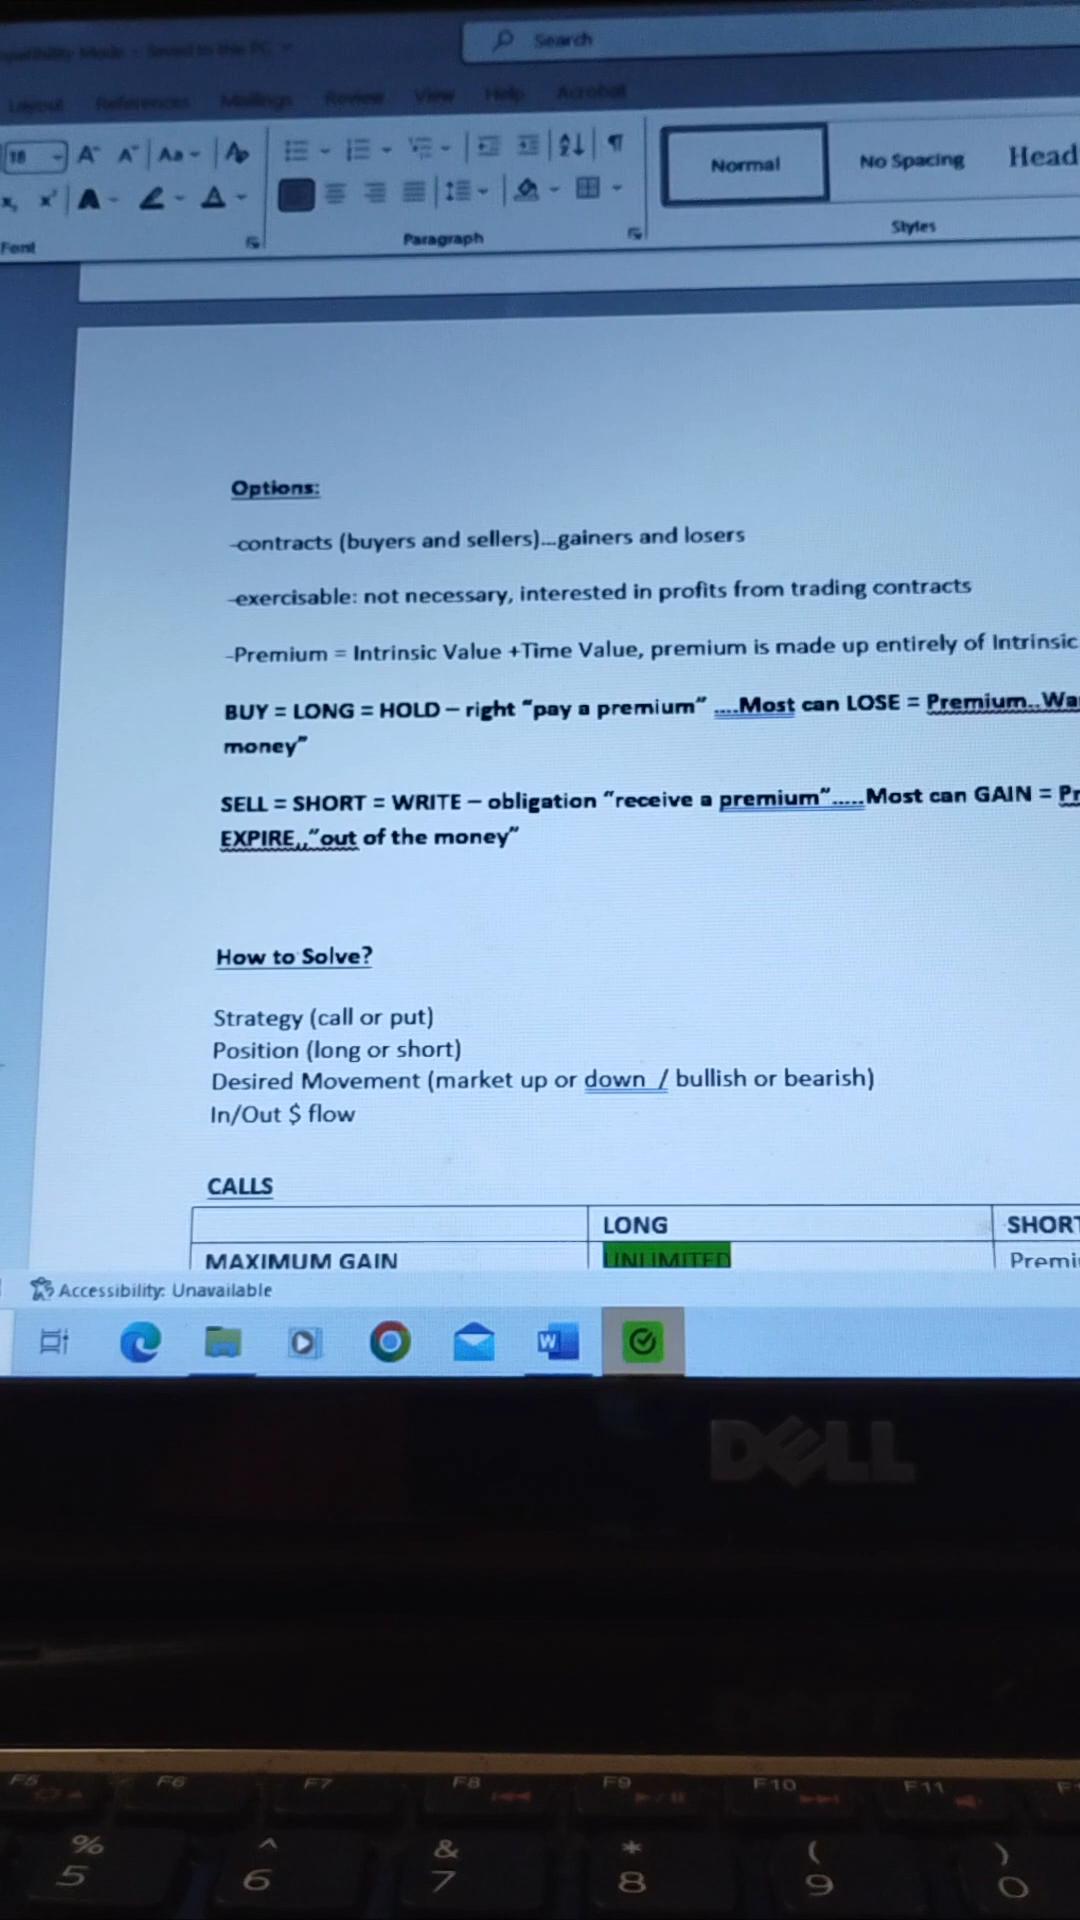 Search
References
Mailings
Review
View
Help
Acrobat
18
Aa
Font
Paragraph
Normal
No Spacing
Head
Styles
Options:
-contracts (buyers and sellers)....gainers and losers
-exercisable: not necessary, interested in profits from trading contracts
-Premium = Intrinsic Value +Time Value, premium is made up entirely of Intrinsic
BUY = LONG = HOLD – right “pay a premium” ....Most can LOSE = Premium..Wa
money”
SELL = SHORT = WRITE – obligation “receive a premium”.....Most can GAIN = Pr
EXPIRE,,“out of the money”
How to Solve?
Strategy (call or put)
Position (long or short)
Desired Movement (market up or down / bullish or bearish)
In/Out $ flow
CALLS
LONG SHORT
MAXIMUM GAIN UNLIMITED Premi
Accessibility: Unavailable
W
DELL
F5 F6 F7 F8 F9 F10 F11
% ^ & * ( )
5 6 7 8 9 0